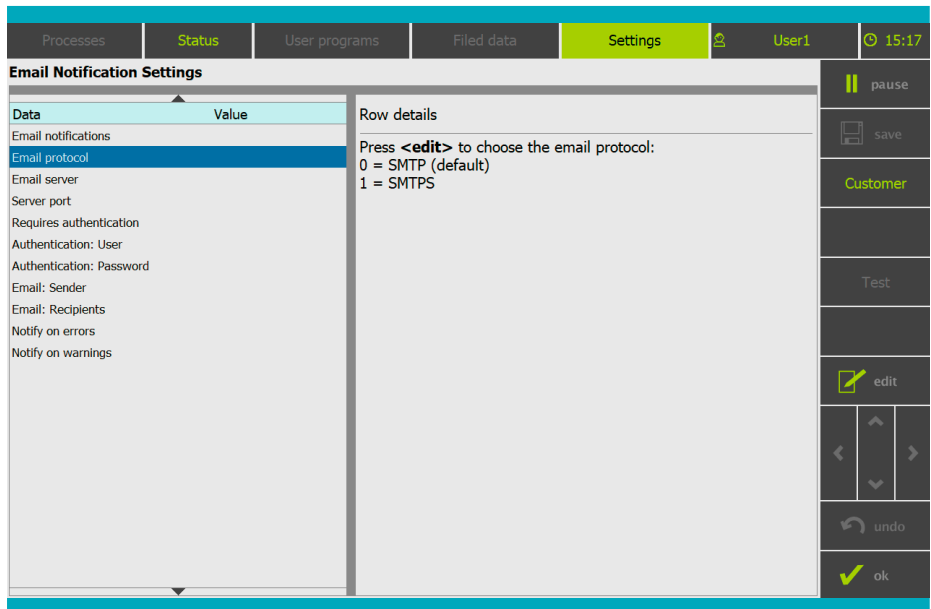 Processes Status User programs Filed data Settings User1 15:17
Email Notification Settings
pause
Data Value
Row details
Email notifications
Press <edit> to choose the email protocol:
save
Email protocol
0 = SMTP (default)
Email server
1 = SMTPS
Customer
Server port
Requires authentication
Authentication: User
Authentication: Password
Email: Sender
Test
Email: Recipients
Notify on errors
Notify on warnings
edit
undo
ok